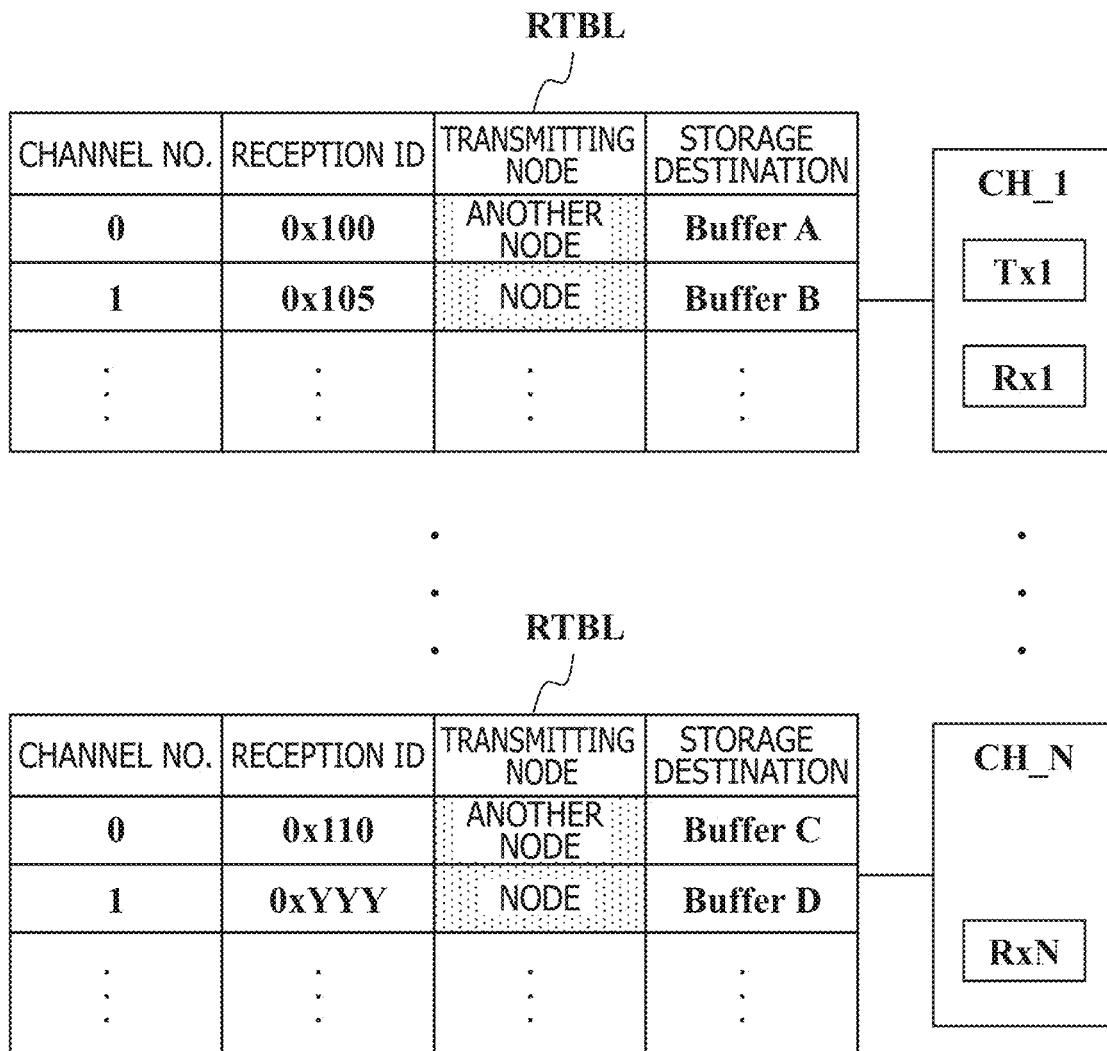 RTBL
CHANNEL NO. RECEPTION ID TRANSMITTING NODE STORAGE DESTINATION
0 0x100 ANOTHER NODE Buffer A
1 0x105 NODE Buffer B
CH_1
Tx1
Rx1
RTBL
CHANNEL NO. RECEPTION ID TRANSMITTING NODE STORAGE DESTINATION
0 0x110 ANOTHER NODE Buffer C
1 0xYYY NODE Buffer D
CH_N
RxN